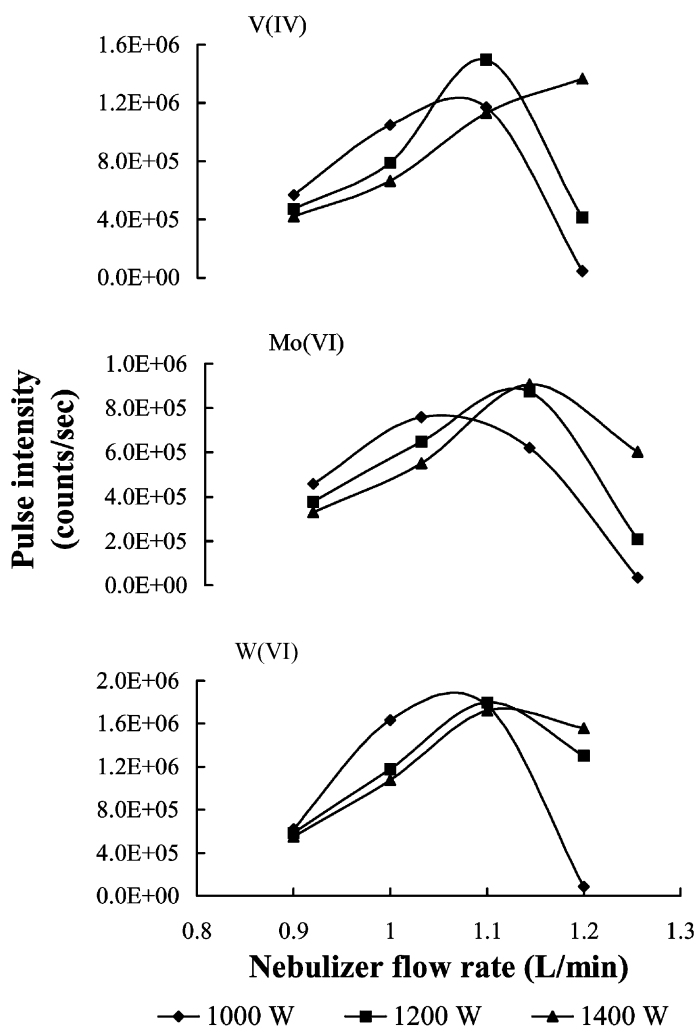 V(IV)
1.6E+06
1.2E+06
8.0E+05
4.0E+05
0.0E+00
Mo(VI)
1.0E+06
8.0E+05
6.0E+05
4.0E+05
2.0E+05
0.0E+00
Pulse intensity
(counts/sec)
W(VI)
2.0E+06
1.6E+06
1.2E+06
8.0E+05
4.0E+05
0.0E+00
0.8 0.9 1 1.1 1.2 1.3
Nebulizer flow rate (L/min)
1000 W 1200 W 1400 W